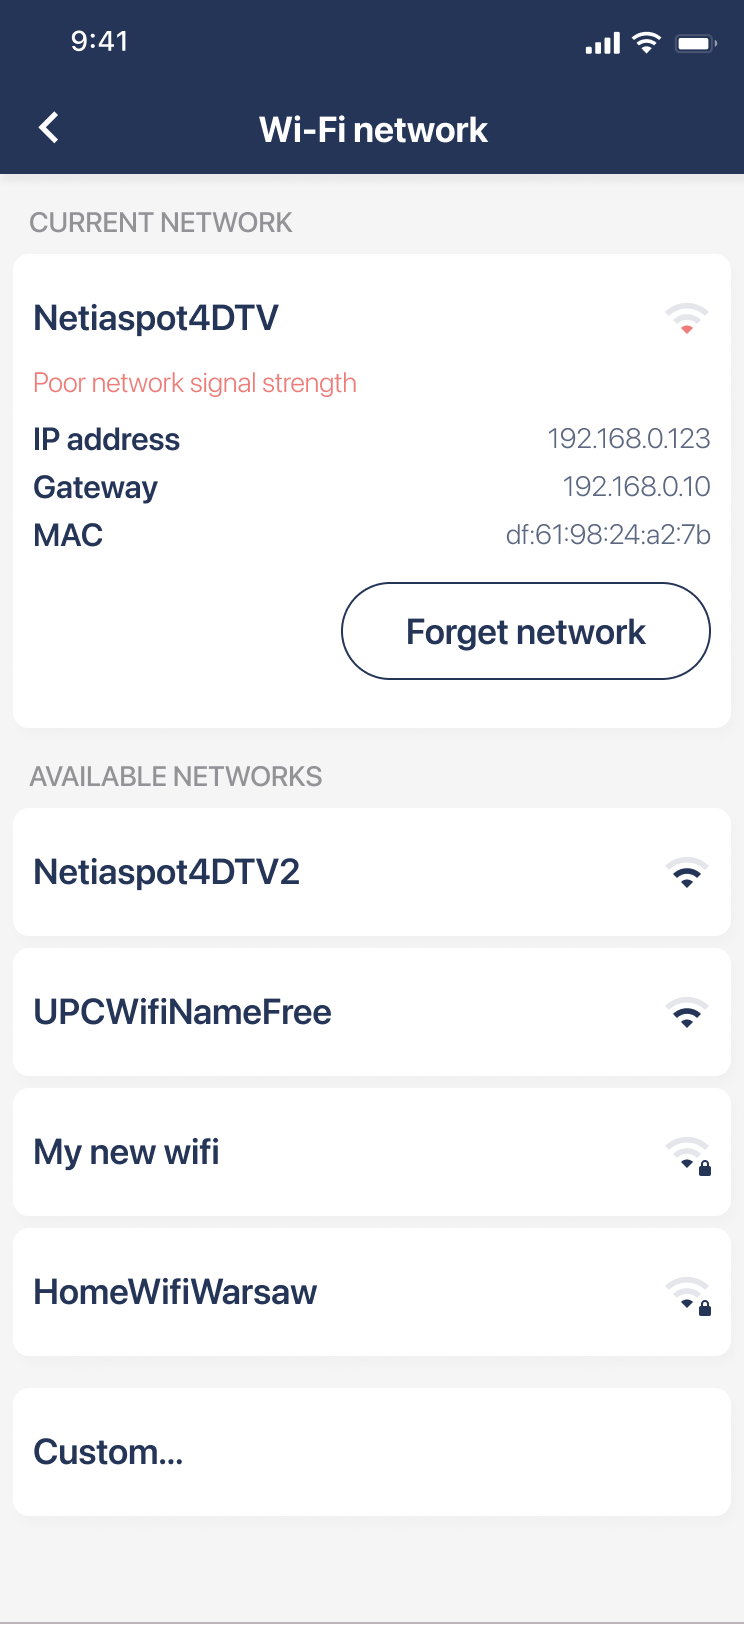 9:41
Wi-Fi network
CURRENT NETWORK
Netiaspot4DTV
Poor network signal strength
IP address 192.168.0.123
Gateway 192.168.0.10
MAC df:61:98:24:a2:7b
Forget network
AVAILABLE NETWORKS
Netiaspot4DTV2
UPCWifiNameFree
My new wifi
HomeWifiWarsaw
Custom...